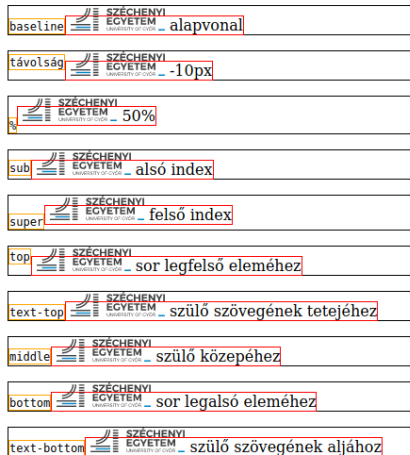 baseline SZÉCHENYI EGYETEM UNIVERSITY OF GYŐR _ alapvonal
távolság SZÉCHENYI EGYETEM UNIVERSITY OF GYŐR _ -10px
% SZÉCHENYI EGYETEM UNIVERSITY OF GYŐR _ 50%
sub SZÉCHENYI EGYETEM UNIVERSITY OF GYŐR _ alsó index
super SZÉCHENYI EGYETEM UNIVERSITY OF GYŐR _ felső index
top SZÉCHENYI EGYETEM UNIVERSITY OF GYŐR _ sor legfelső eleméhez
text-top SZÉCHENYI EGYETEM UNIVERSITY OF GYŐR _ szülő szövegének tetejéhez
middle SZÉCHENYI EGYETEM UNIVERSITY OF GYŐR _ szülő közepéhez
bottom SZÉCHENYI EGYETEM UNIVERSITY OF GYŐR _ sor legalsó eleméhez
text-bottom SZÉCHENYI EGYETEM UNIVERSITY OF GYŐR _ szülő szövegének aljához